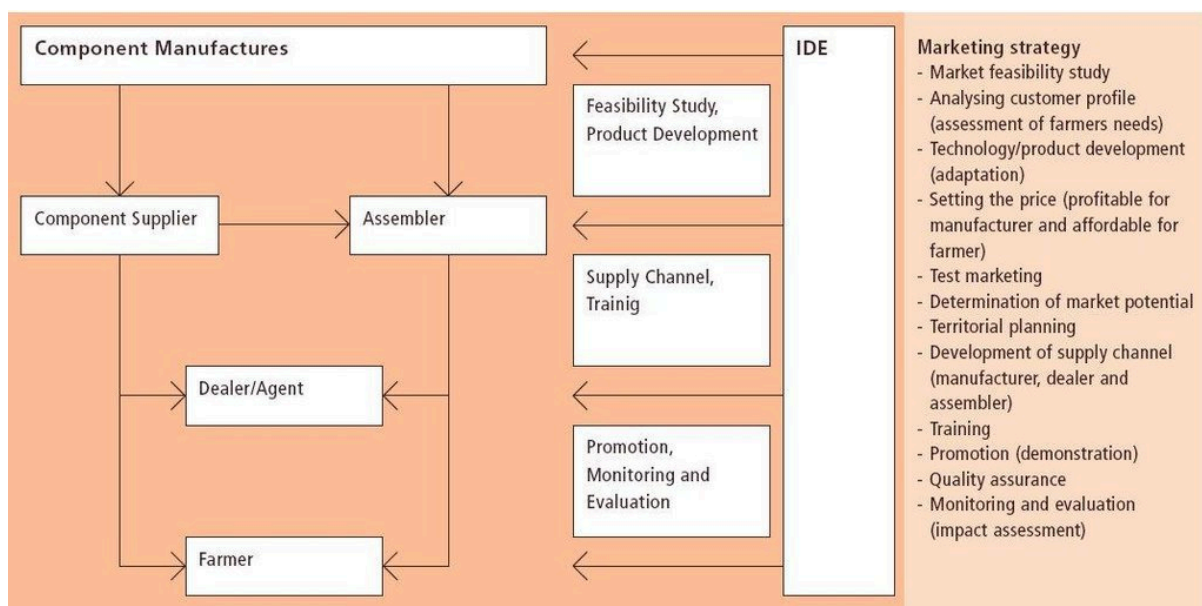 Component Manufactures
IDE
Feasibility Study,
Product Development
Component Supplier
Assembler
Supply Channel,
Trainig
Dealer/Agent
Promotion,
Monitoring and
Evaluation
Farmer
Marketing strategy
- Market feasibility study
- Analysing customer profile
(assessment of farmers needs)
- Technology/product development
(adaptation)
- Setting the price (profitable for
manufacturer and affordable for
farmer)
- Test marketing
- Determination of market potential
- Territorial planning
- Development of supply channel
(manufacturer, dealer and
assembler)
- Training
- Promotion (demonstration)
- Quality assurance
- Monitoring and evaluation
(impact assessment)